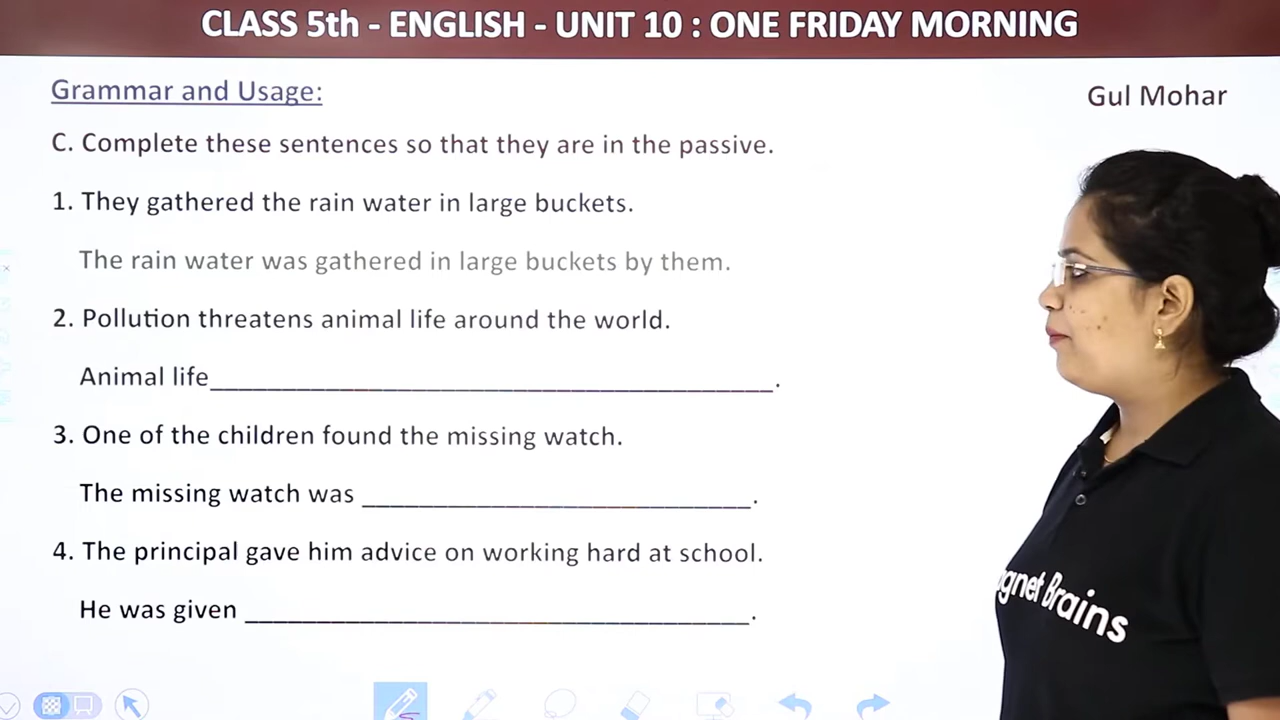 CLASS 5th - ENGLISH - UNIT 10 : ONE FRIDAY MORNING
Grammar and Usage:
Gul Mohar
C. Complete these sentences so that they are in the passive.
1. They gathered the rain water in large buckets.
The rain water was gathered in large buckets by them.
2. Pollution threatens animal life around the world.
Animal life_______________________________________.
3. One of the children found the missing watch.
The missing watch was ___________________________.
4. The principal gave him advice on working hard at school.
He was given ___________________________________.
gnet Brains